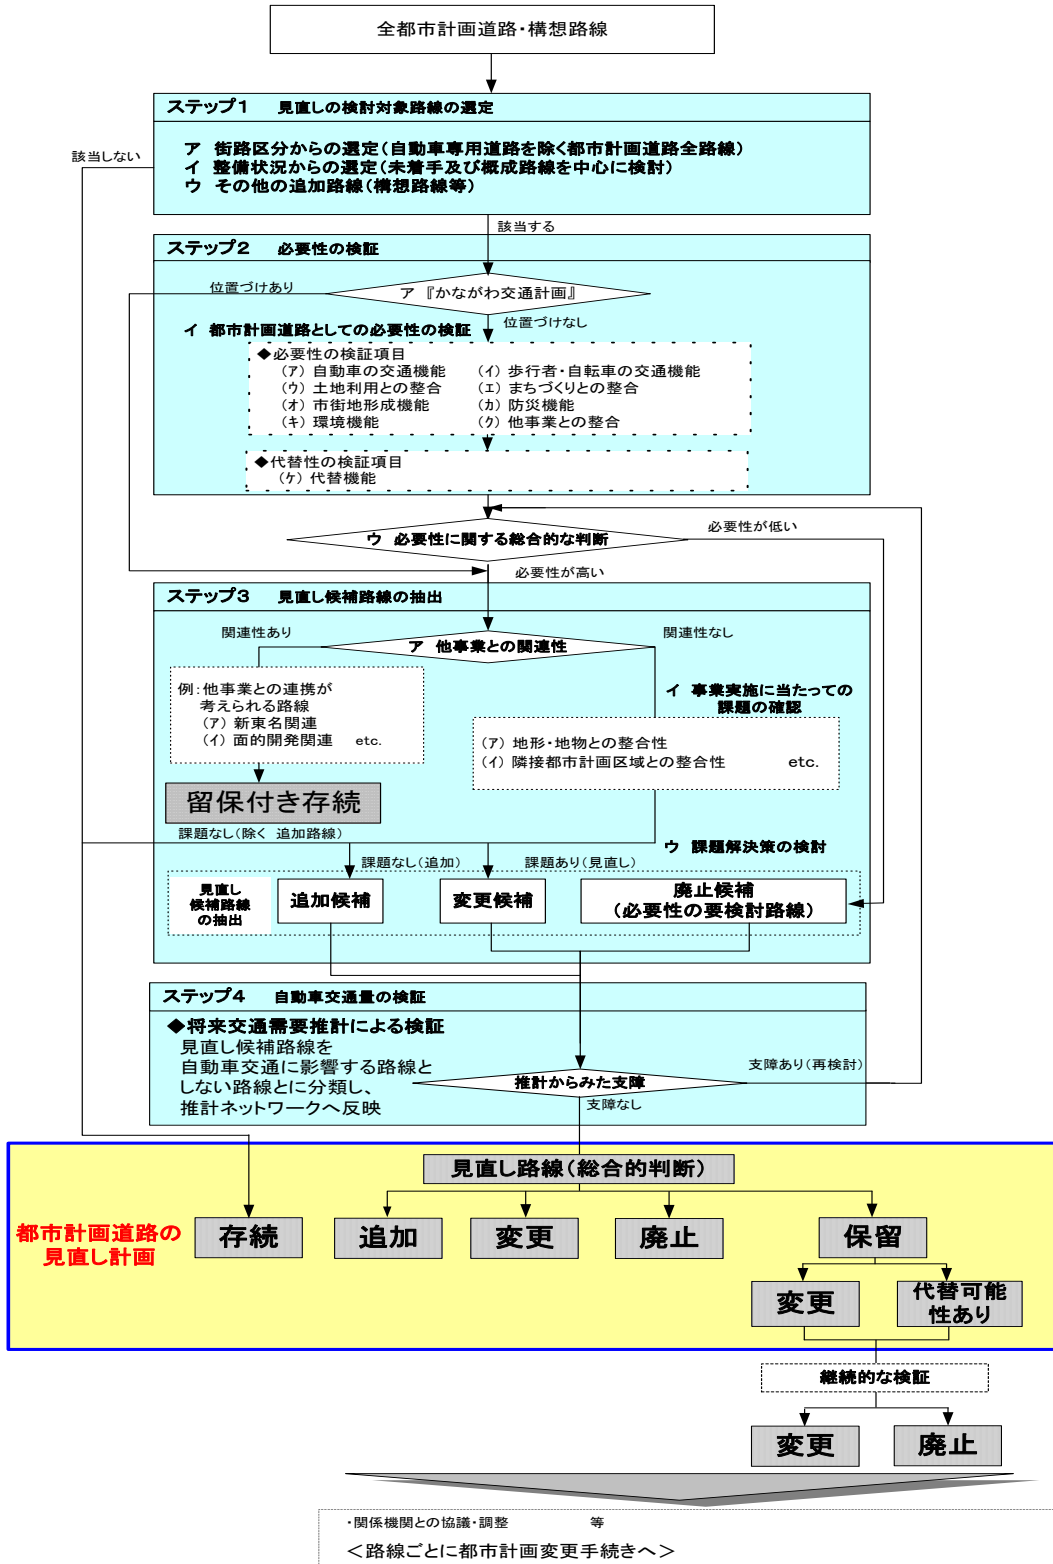 全都市計画道路・構想路線
ステップ1　見直しの検討対象路線の選定
該当しない
ア　街路区分からの選定（自動車専用道路を除く都市計画道路全路線）
イ　整備状況からの選定（未着手及び概成路線を中心に検討）
ウ　その他の追加路線（構想路線等）
該当する
ステップ2　必要性の検証
位置づけあり
ア　『かながわ交通計画』
位置づけなし
イ　都市計画道路としての必要性の検証
◆必要性の検証項目
（ア）自動車の交通機能　（イ）歩行者・自転車の交通機能
（ウ）土地利用との整合　（エ）まちづくりとの整合
（オ）市街地形成機能　（カ）防災機能
（キ）環境機能　（ク）他事業との整合
◆代替性の検証項目
（ケ）代替機能
必要性が低い
ウ　必要性に関する総合的な判断
必要性が高い
ステップ3　見直し候補路線の抽出
関連性あり
関連性なし
ア　他事業との関連性
例：他事業との連携が
考えられる路線
（ア）新東名関連
（イ）面的開発関連　etc.
イ　事業実施に当たっての
課題の確認
（ア）地形・地物との整合性
（イ）隣接都市計画区域との整合性　etc.
留保付き存続
課題なし（除く　追加路線）
ウ　課題解決策の検討
課題なし（追加）
課題あり（見直し）
見直し
候補路線
の抽出
追加候補
変更候補
廃止候補
（必要性の要検討路線）
ステップ4　自動車交通量の検証
◆将来交通需要推計による検証
見直し候補路線を
自動車交通に影響する路線と
しない路線とに分類し、
推計ネットワークへ反映
支障あり（再検討）
推計からみた支障
支障なし
見直し路線（総合的判断）
都市計画道路の
見直し計画
存続
追加
変更
廃止
保留
変更
代替可能
性あり
継続的な検証
変更
廃止
・関係機関との協議・調整　等
＜路線ごとに都市計画変更手続きへ＞